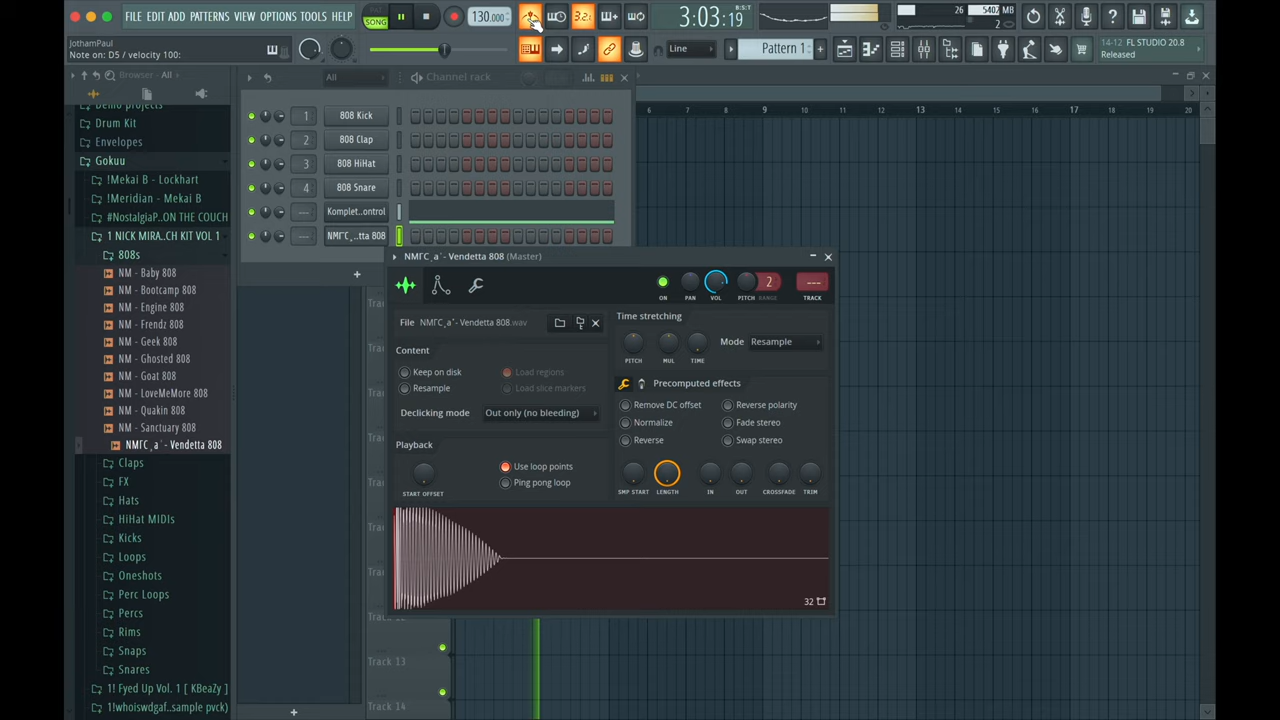 FILE EDIT ADD PATTERNS VIEW OPTIONS TOOLS HELP
SONG
130.000
3.2.
3:03:19
B:S:T
26
540 MB
JothamPaul
Note on: D5 / velocity 100:
Line
Pattern 1
14-12 FL STUDIO 20.8
Released
Browser - All
All
Channel rack
Demo projects
Drum Kit
Envelopes
Gokuu
!Mekai B - Lockhart
!Meridian - Mekai B
#NostalgiaP...ON THE COUCH
1 NICK MIRA...CH KIT VOL 1
808s
NM - Baby 808
NM - Bootcamp 808
NM - Engine 808
NM - Frendz 808
NM - Geek 808
NM - Ghosted 808
NM - Goat 808
NM - LoveMeMore 808
NM - Quakin 808
NM - Sanctuary 808
NMГС¸а˙- Vendetta 808
Claps
FX
Hats
HiHat MIDIs
Kicks
Loops
Oneshots
Perc Loops
Percs
Rims
Snaps
Snares
1! Fyed Up Vol. 1 [ KBeaZy ]
1!whoiswdgaf...sample pvck)
1 808 Kick
2 808 Clap
3 808 HiHat
4 808 Snare
--- Komplet..ontrol
--- NMГС¸..tta 808
6 7 8 9 10 11 12 13 14 15 16 17 18 19 20
NMГС¸а˙- Vendetta 808 (Master)
ON PAN VOL PITCH RANGE TRACK
2
---
File NMГС¸а˙- Vendetta 808.wav
Content
Keep on disk
Load regions
Resample
Load slice markers
Declicking mode Out only (no bleeding)
Playback
START OFFSET
Use loop points
Ping pong loop
Time stretching
PITCH MUL TIME
Mode Resample
Precomputed effects
Remove DC offset
Reverse polarity
Normalize
Fade stereo
Reverse
Swap stereo
SMP START LENGTH IN OUT CROSSFADE TRIM
32
Track 13
Track 14